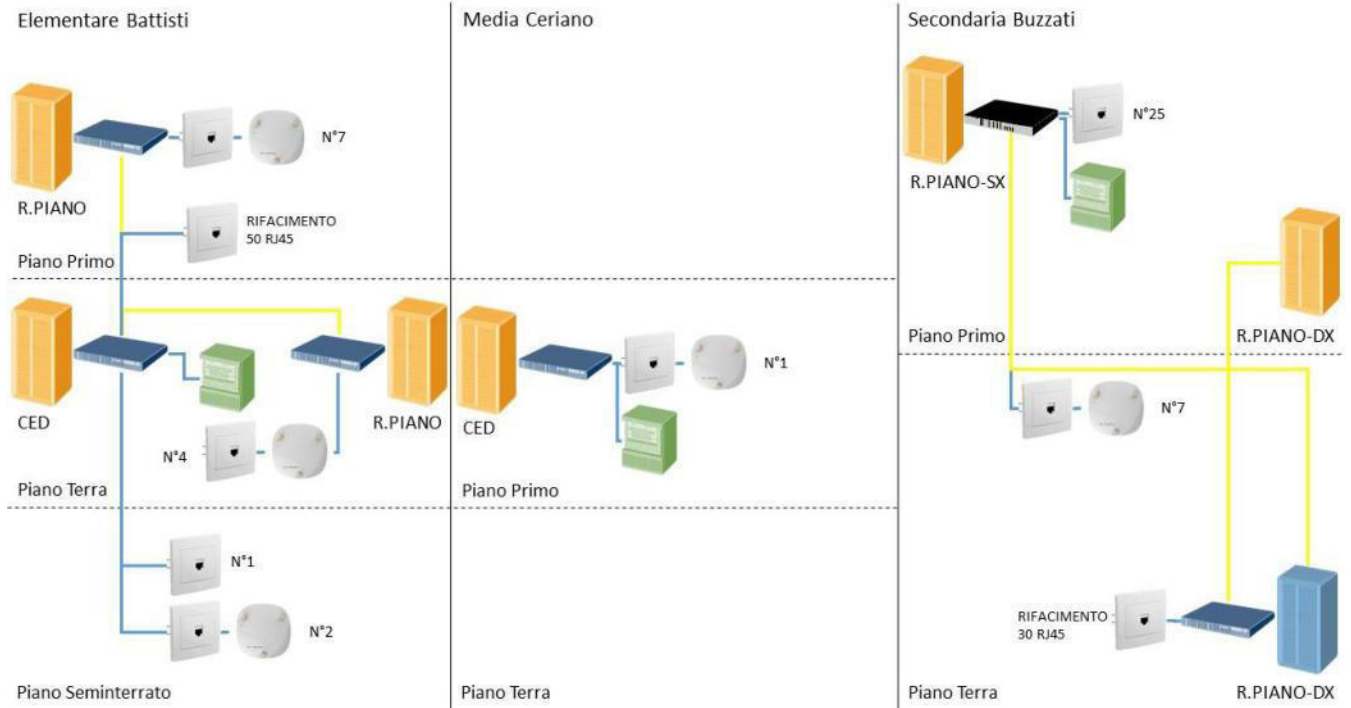 Elementare Battisti
N°7
R.PIANO
RIFACIMENTO
50 RJ45
Piano Primo
CED
R.PIANO
N°4
Piano Terra
N°1
N°2
Piano Seminterrato
Media Ceriano
N°1
CED
Piano Primo
Piano Terra
Secondaria Buzzati
N°25
R.PIANO-SX
Piano Primo
R.PIANO-DX
N°7
RIFACIMENTO
30 RJ45
Piano Terra
R.PIANO-DX